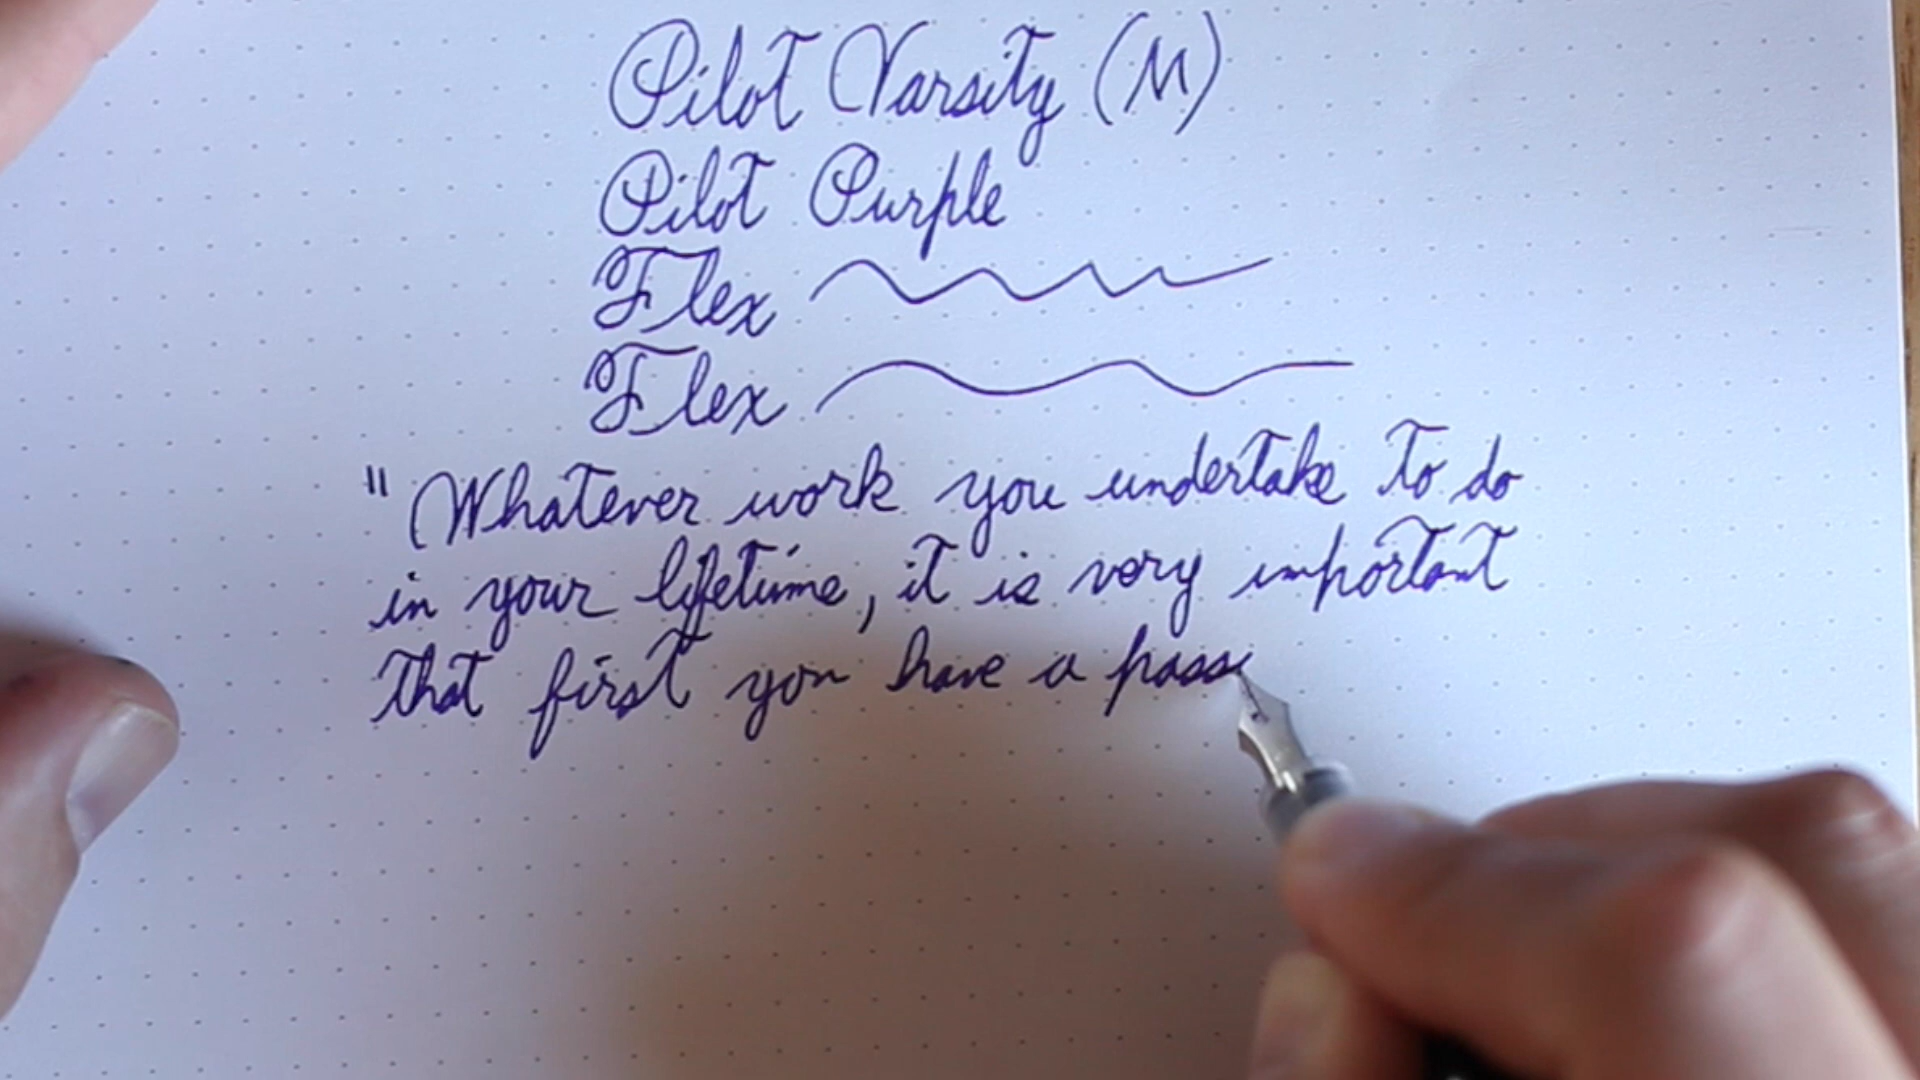 Pilot Varsity (M)
Pilot Purple
Flex
Flex
"Whatever work you undertake to do
in your lifetime, it is very important
that first you have a pass